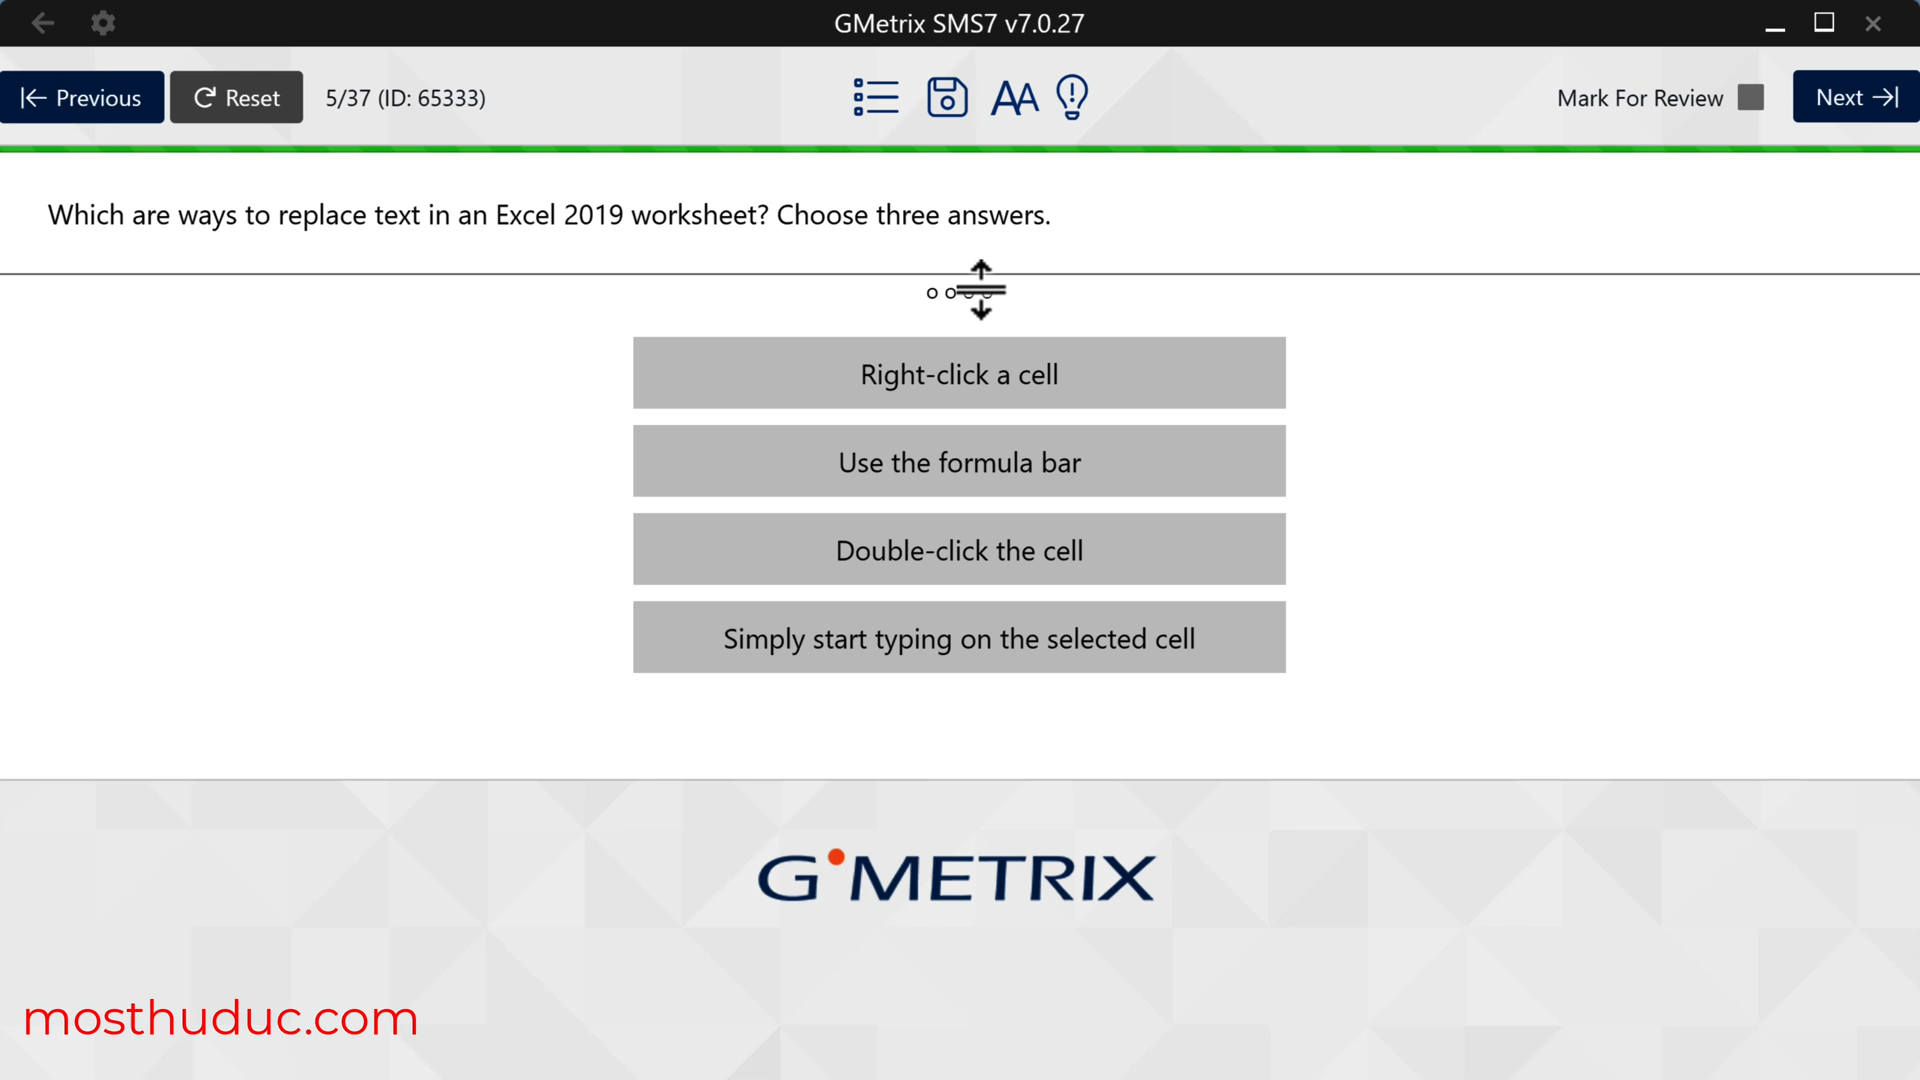 GMetrix SMS7 v7.0.27
Previous Reset 5/37 (ID: 65333) AA Mark For Review Next
Which are ways to replace text in an Excel 2019 worksheet? Choose three answers.
Right-click a cell
Use the formula bar
Double-click the cell
Simply start typing on the selected cell
GMETRIX
mosthuduc.com